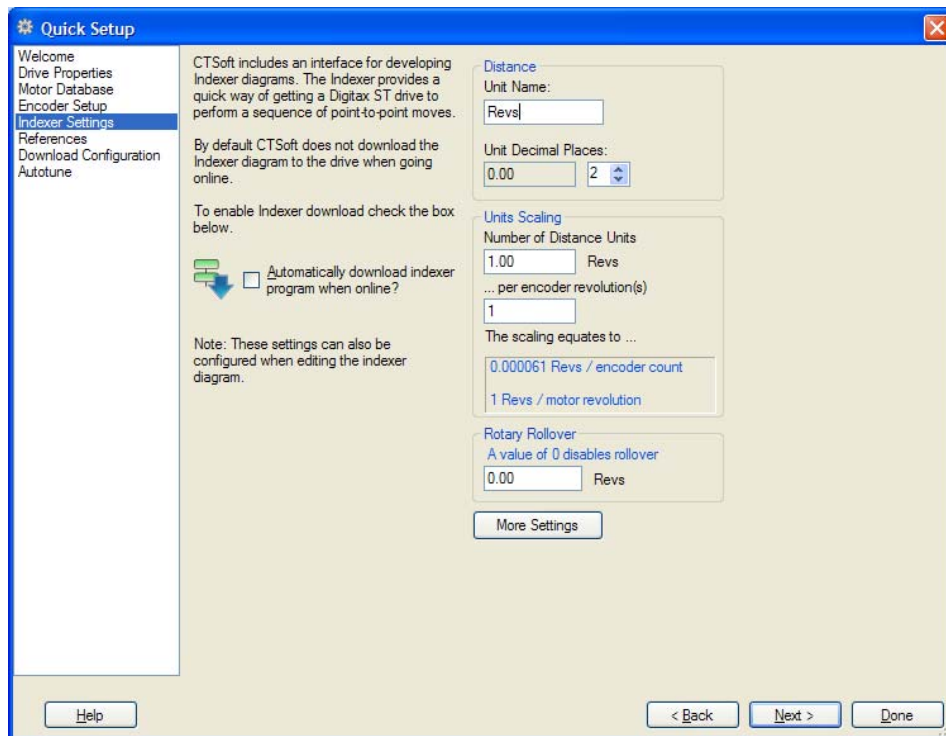 Quick Setup
Welcome
Drive Properties
Motor Database
Encoder Setup
Indexer Settings
References
Download Configuration
Autotune
CTSoft includes an interface for developing
Indexer diagrams. The Indexer provides a
quick way of getting a Digitax ST drive to
perform a sequence of point-to-point moves.
By default CTSoft does not download the
Indexer diagram to the drive when going
online.
To enable Indexer download check the box
below.
Automatically download indexer
program when online?
Note: These settings can also be
configured when editing the indexer
diagram.
Distance
Unit Name:
Revs
Unit Decimal Places:
0.00 2
Units Scaling
Number of Distance Units
1.00 Revs
... per encoder revolution(s)
1
The scaling equates to ...
0.000061 Revs / encoder count
1 Revs / motor revolution
Rotary Rollover
A value of 0 disables rollover
0.00 Revs
More Settings
Help
< Back
Next >
Done